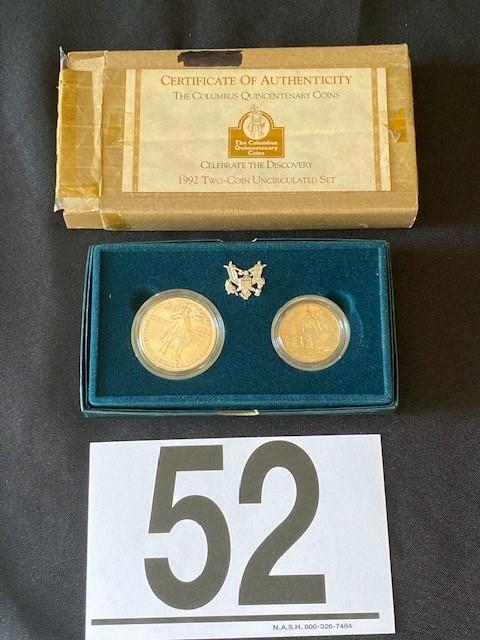 CERTIFICATE OF AUTHENTICITY
THE COLUMBUS QUINCENTENARY COINS
The Columbus
Quincentenary
Coins
CELEBRATE THE DISCOVERY
1992 TWO-COIN UNCIRCULATED SET
52
N.A.S.H. 800-326-7484